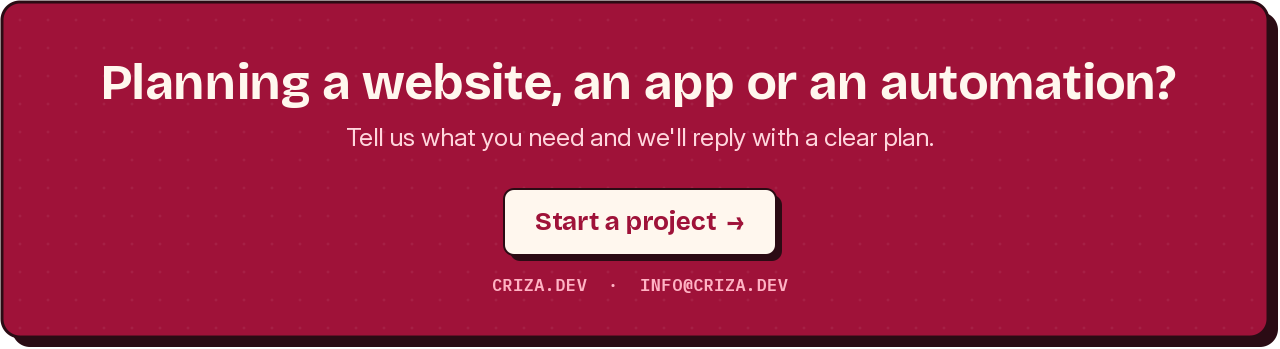 Planning a website, an app or an automation?
Tell us what you need and we'll reply with a clear plan.
Start a project →
CRIZA.DEV · INFO@CRIZA.DEV